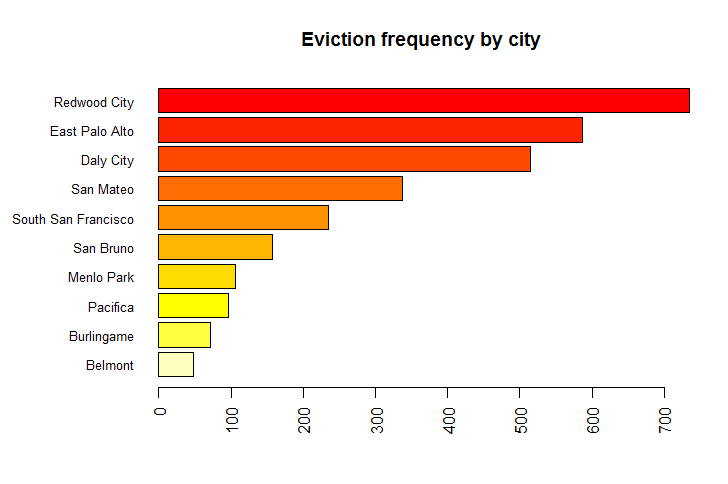 Eviction frequency by city
Redwood City
East Palo Alto
Daly City
San Mateo
South San Francisco
San Bruno
Menlo Park
Pacifica
Burlingame
Belmont
0 100 200 300 400 500 600 700